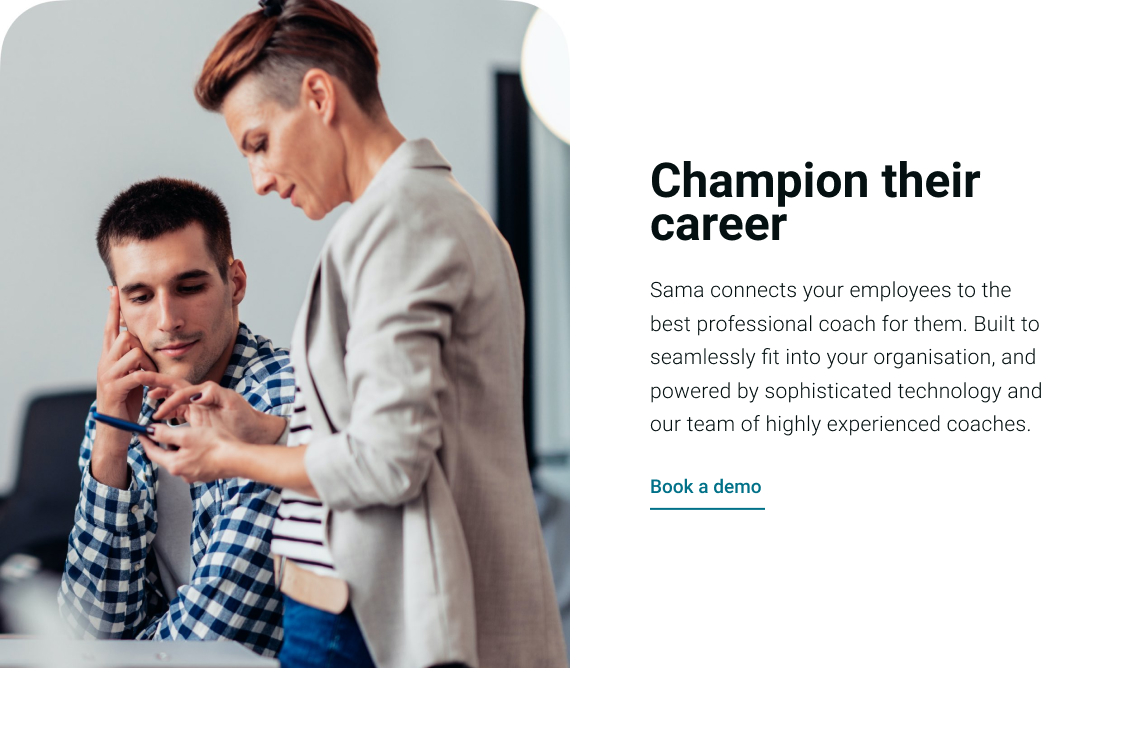 Champion their
career
Sama connects your employees to the
best professional coach for them. Built to
seamlessly fit into your organisation, and
powered by sophisticated technology and
our team of highly experienced coaches.
Book a demo